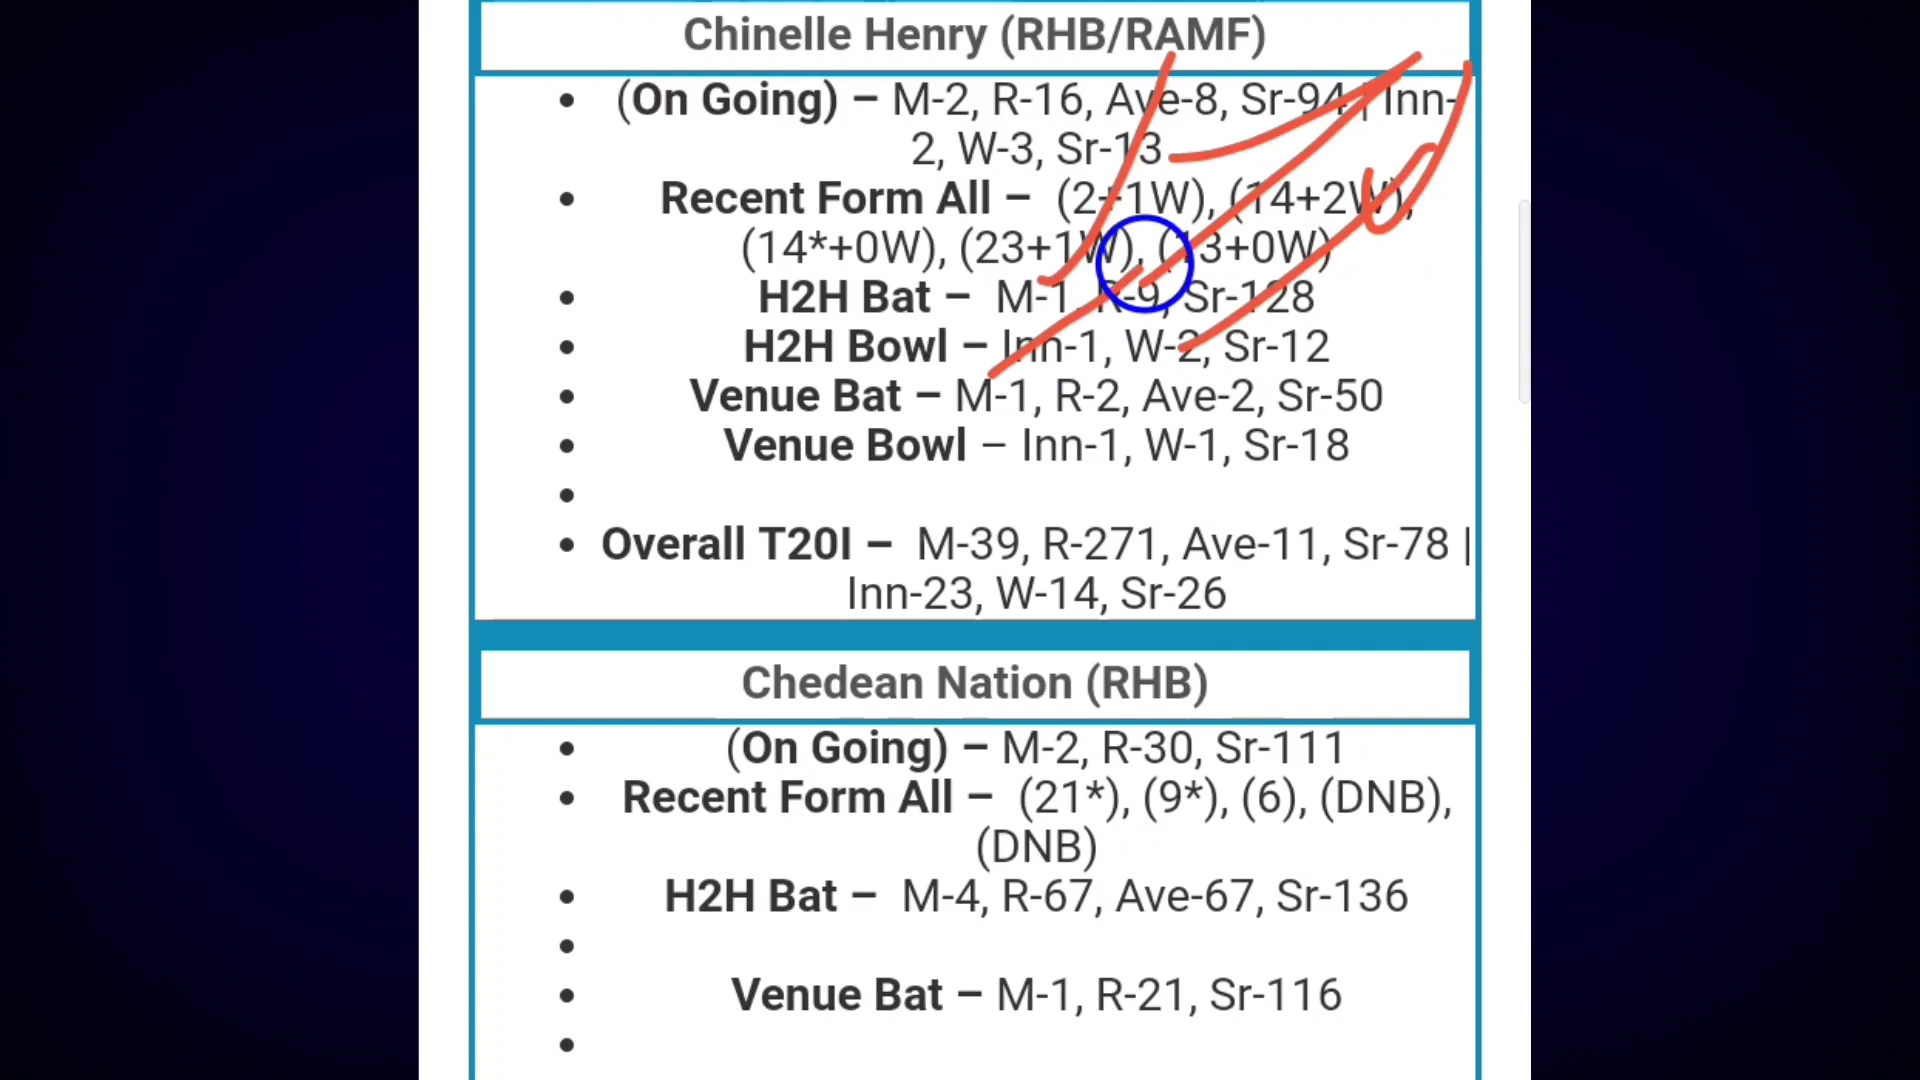 Chinelle Henry (RHB/RAMF)
(On Going) – M-2, R-16, Ave-8, Sr-94 | Inn-
2, W-3, Sr-13
Recent Form All – (2+1W), (14+2W),
(14*+0W), (23+1W), (13+0W)
H2H Bat – M-1, R-9, Sr-128
H2H Bowl – Inn-1, W-2, Sr-12
Venue Bat – M-1, R-2, Ave-2, Sr-50
Venue Bowl – Inn-1, W-1, Sr-18
Overall T20I – M-39, R-271, Ave-11, Sr-78 |
Inn-23, W-14, Sr-26
Chedean Nation (RHB)
(On Going) – M-2, R-30, Sr-111
Recent Form All – (21*), (9*), (6), (DNB),
(DNB)
H2H Bat – M-4, R-67, Ave-67, Sr-136
Venue Bat – M-1, R-21, Sr-116